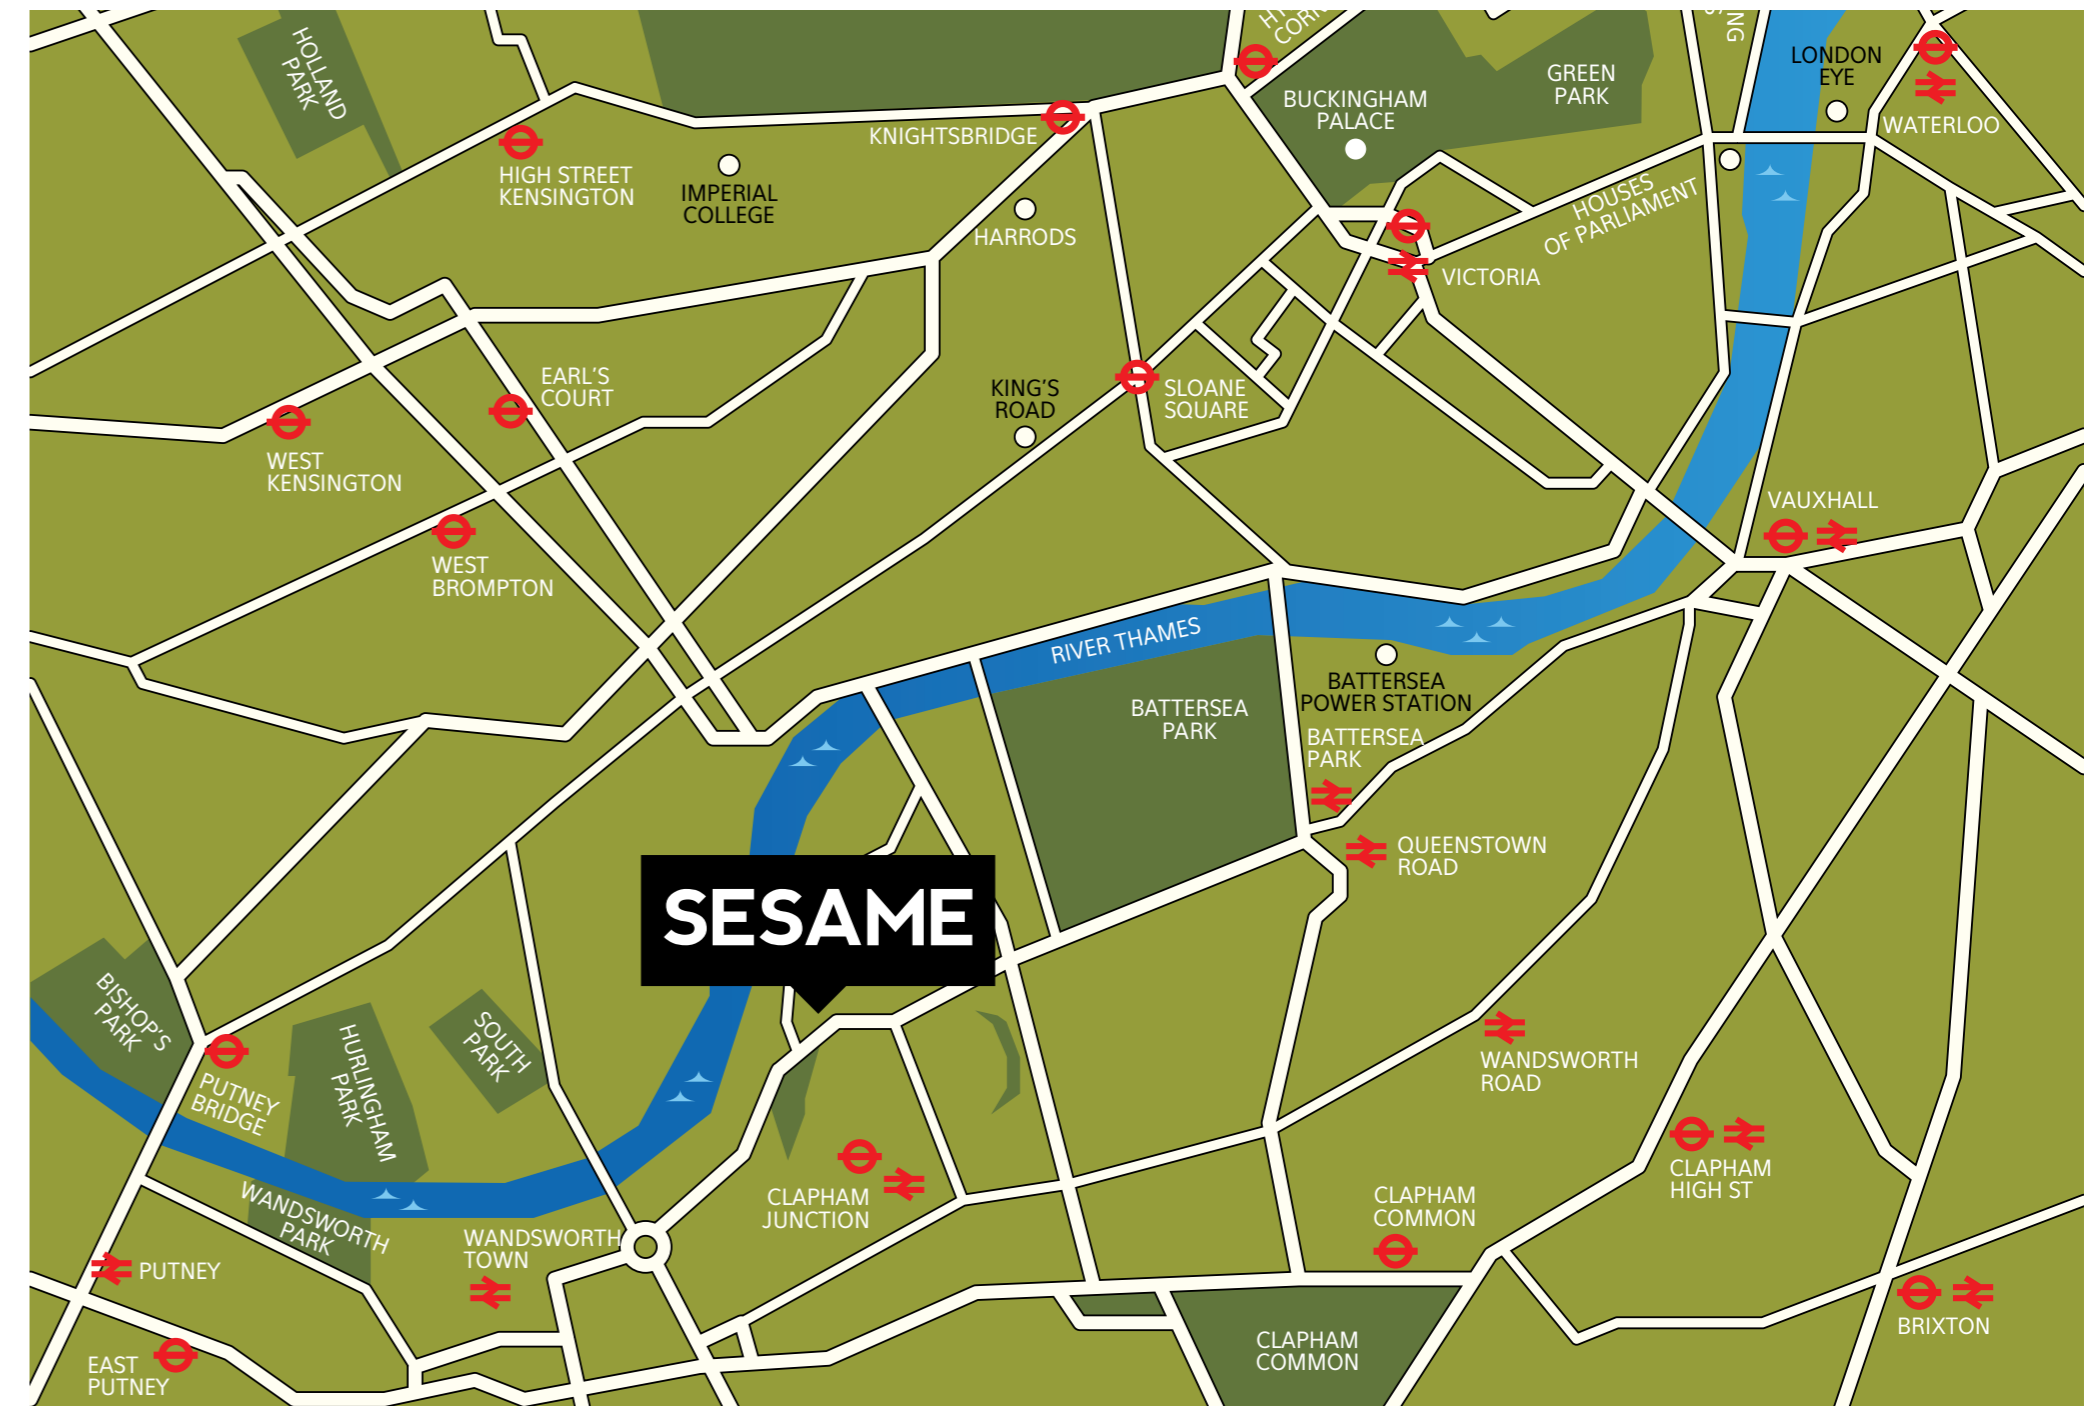 HOLLAND
PARK
HIGH STREET
KENSINGTON
IMPERIAL
COLLEGE
KNIGHTSBRIDGE
HARRODS
BUCKINGHAM
PALACE
GREEN
PARK
LONDON
EYE
WATERLOO
HOUSES
OF PARLIAMENT
VICTORIA
EARL'S
COURT
KING'S
ROAD
SLOANE
SQUARE
WEST
KENSINGTON
WEST
BROMPTON
VAUXHALL
RIVER THAMES
BATTERSEA
POWER STATION
BATTERSEA
PARK
BATTERSEA
PARK
QUEENSTOWN
ROAD
SESAME
BISHOP'S
PARK
HURLINGHAM
PARK
SOUTH
PARK
PUTNEY
BRIDGE
WANDSWORTH
ROAD
CLAPHAM
HIGH ST
WANDSWORTH
PARK
WANDSWORTH
TOWN
CLAPHAM
JUNCTION
CLAPHAM
COMMON
PUTNEY
EAST
PUTNEY
CLAPHAM
COMMON
BRIXTON